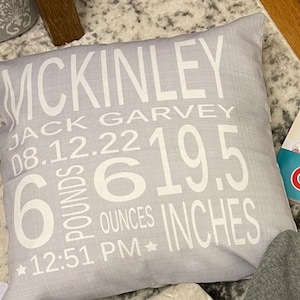 MCKINLEY
JACK GARVEY
08.12.22
6 POUNDS 6 OUNCES
19.5 INCHES
12:51 PM